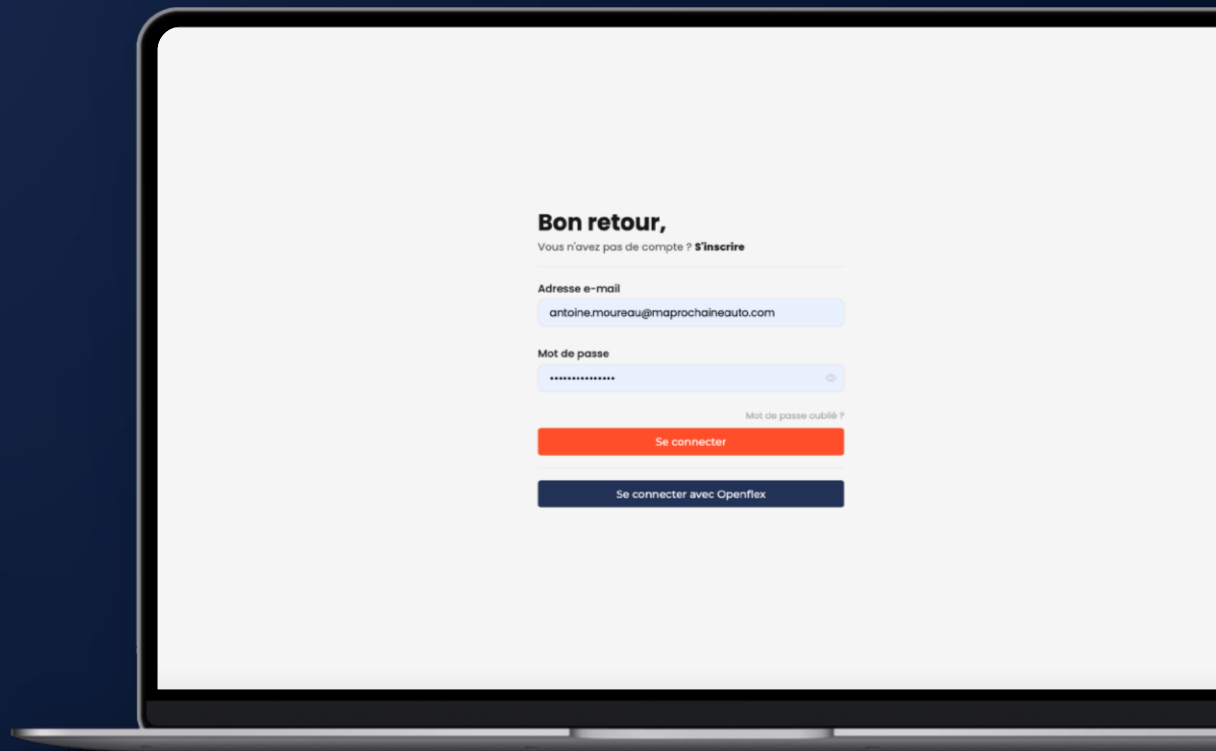 Bon retour,
Vous n'avez pas de compte ? S'inscrire
Adresse e-mail
antoine.moureau@maprochaineauto.com
Mot de passe
•••••••••••••••
Mot de passe oublié ?
Se connecter
Se connecter avec Openflex